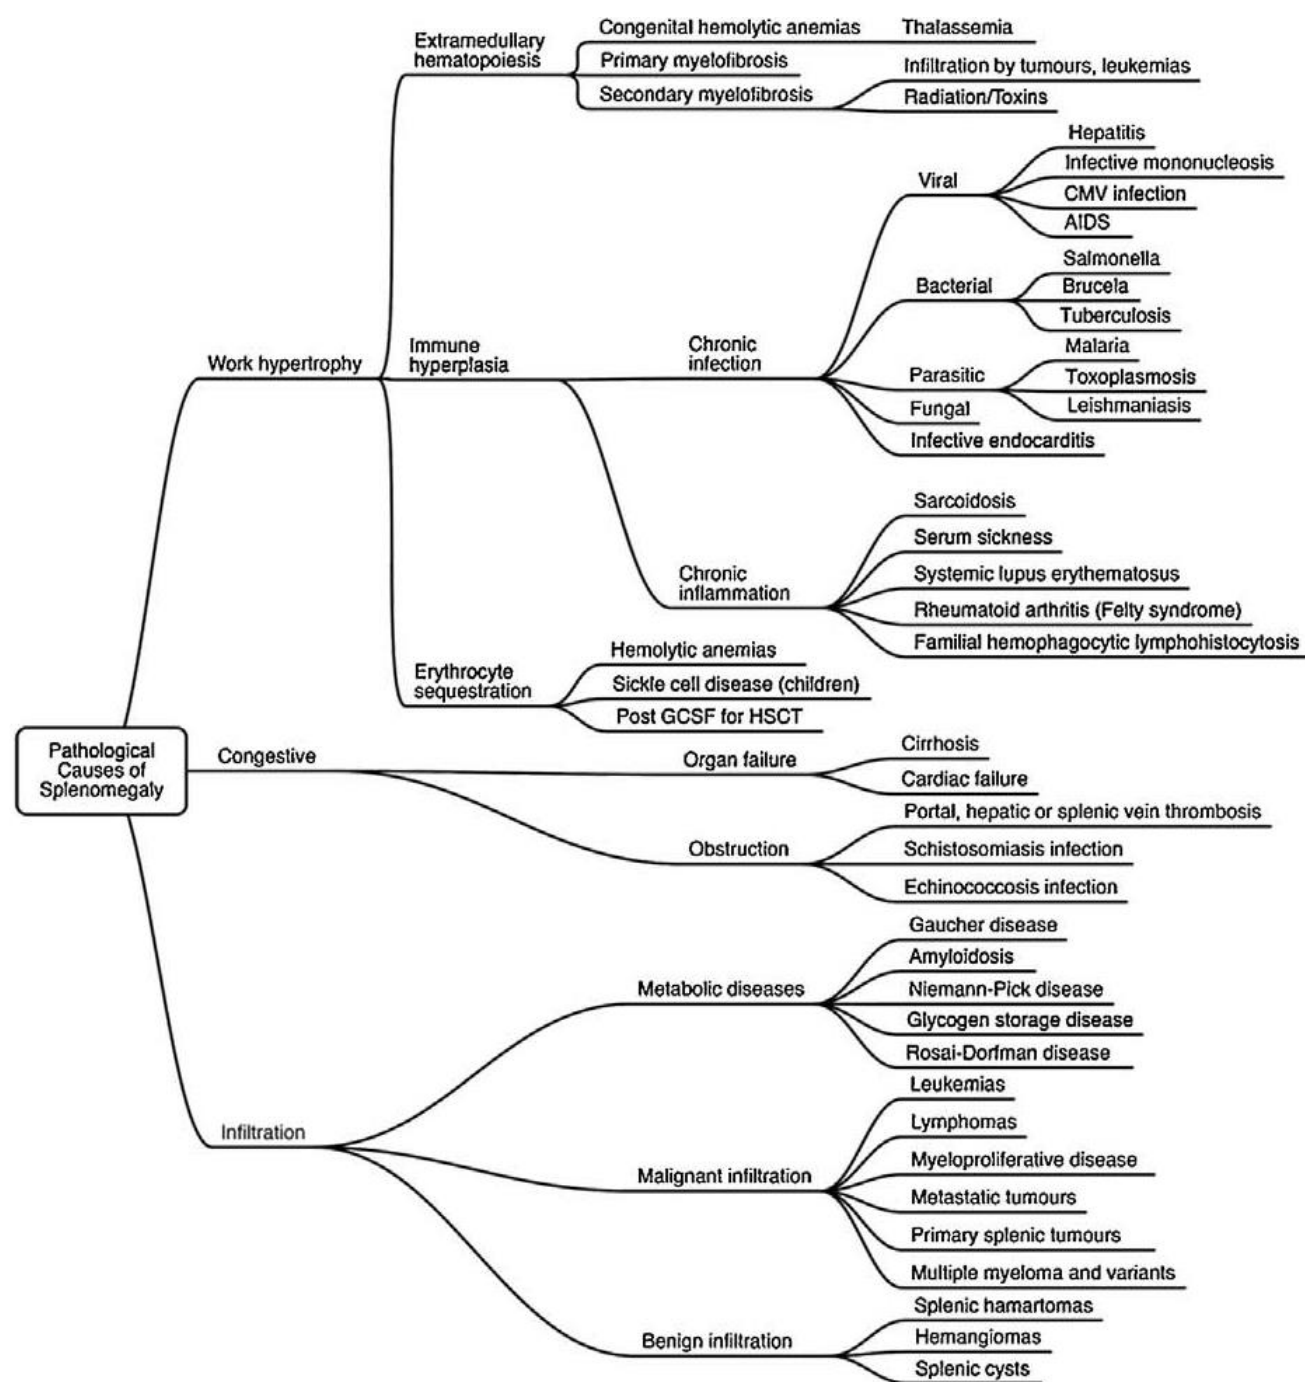 Extramedullary
hematopoiesis
Congenital hemolytic anemias
Thalassemia
Primary myelofibrosis
Secondary myelofibrosis
Infiltration by tumours, leukemias
Radiation/Toxins
Work hypertrophy
Immune
hyperplasia
Chronic
infection
Viral
Hepatitis
Infective mononucleosis
CMV infection
AIDS
Bacterial
Salmonella
Brucela
Tuberculosis
Parasitic
Malaria
Toxoplasmosis
Leishmaniasis
Fungal
Infective endocarditis
Chronic
inflammation
Sarcoidosis
Serum sickness
Systemic lupus erythematosus
Rheumatoid arthritis (Felty syndrome)
Familial hemophagocytic lymphohistocytosis
Erythrocyte
sequestration
Hemolytic anemias
Sickle cell disease (children)
Post GCSF for HSCT
Pathological
Causes of
Splenomegaly
Congestive
Organ failure
Cirrhosis
Cardiac failure
Obstruction
Portal, hepatic or splenic vein thrombosis
Schistosomiasis infection
Echinococcosis infection
Infiltration
Metabolic diseases
Gaucher disease
Amyloidosis
Niemann-Pick disease
Glycogen storage disease
Rosai-Dorfman disease
Malignant infiltration
Leukemias
Lymphomas
Myeloproliferative disease
Metastatic tumours
Primary splenic tumours
Multiple myeloma and variants
Benign infiltration
Splenic hamartomas
Hemangiomas
Splenic cysts